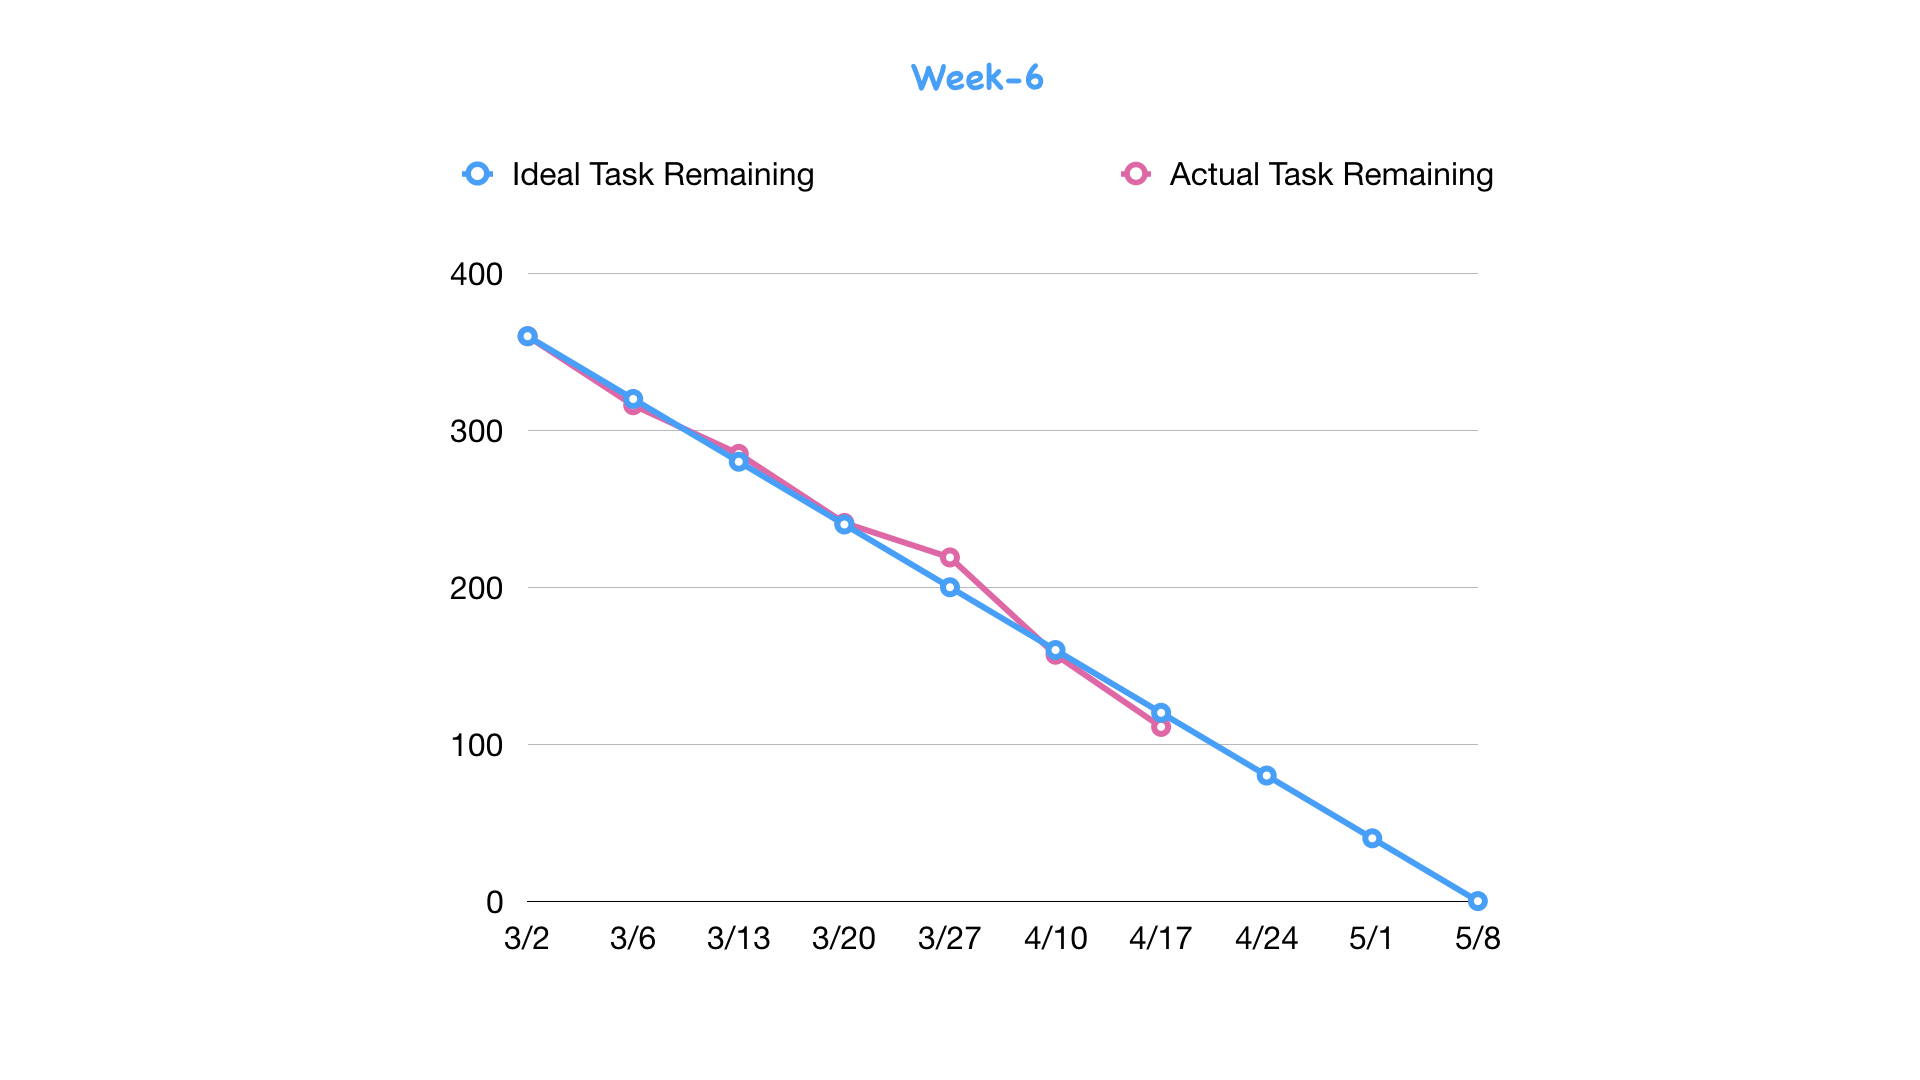 Week-6
Ideal Task Remaining
Actual Task Remaining
400
300
200
100
0
3/2 3/6 3/13 3/20 3/27 4/10 4/17 4/24 5/1 5/8